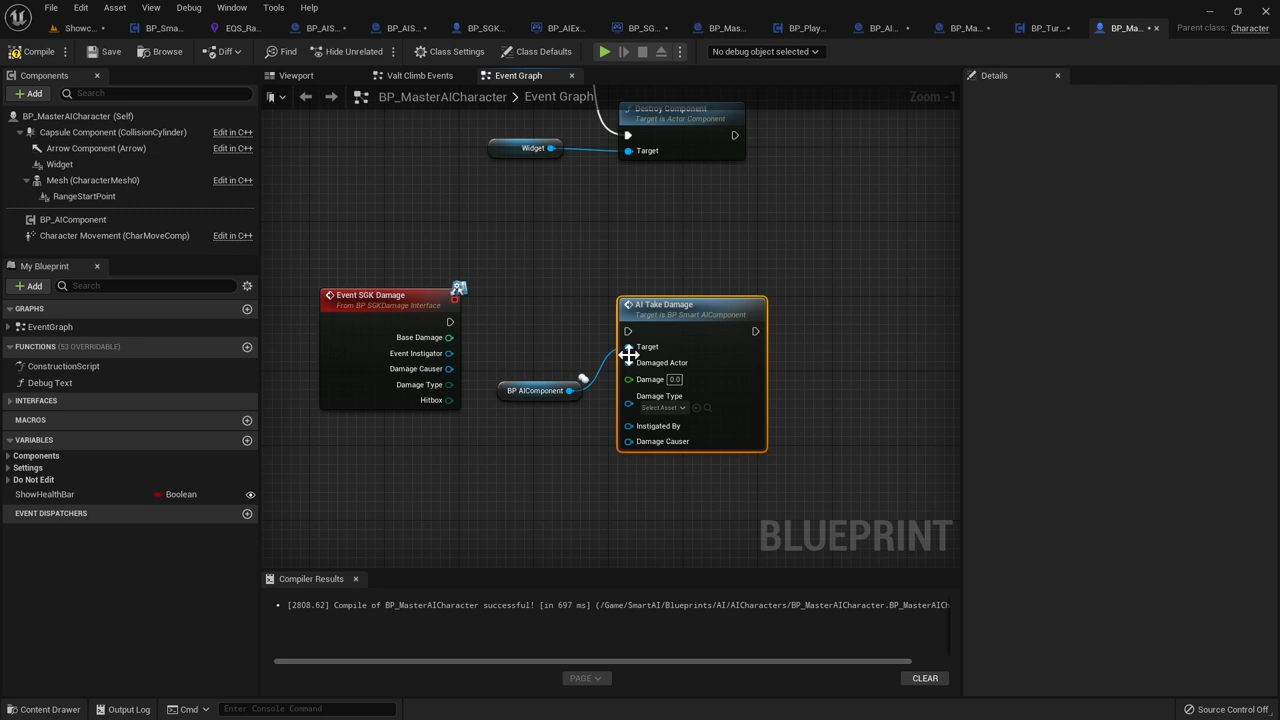 File Edit Asset View Debug Window Tools Help
Showc... BP_Sma... EQS_Ra... BP_AIS... BP_AIS... BP_SGK... BP_AIEx... BP_SG... BP_Mas... BP_Play... BP_AI... BP_Ma... BP_Tur... BP_Ma... Parent class: Character
Compile Save Browse Diff Find Hide Unrelated Class Settings Class Defaults No debug object selected
Components
Add Search
BP_MasterAICharacter (Self)
Capsule Component (CollisionCylinder) Edit in C++
Arrow Component (Arrow) Edit in C++
Widget
Mesh (CharacterMesh0) Edit in C++
RangeStartPoint
BP_AIComponent
Character Movement (CharMoveComp) Edit in C++
My Blueprint
Add Search
GRAPHS
EventGraph
FUNCTIONS (53 OVERRIDABLE)
ConstructionScript
Debug Text
INTERFACES
MACROS
VARIABLES
Components
Settings
Do Not Edit
ShowHealthBar Boolean
EVENT DISPATCHERS
Viewport Valt Climb Events Event Graph
BP_MasterAICharacter > Event Graph Zoom -1
Destroy Component
Target is Actor Component
Target
Widget
Event SGK Damage
From BP SGKDamage Interface
Base Damage
Event Instigator
Damage Causer
Damage Type
Hitbox
BP AIComponent
AI Take Damage
Target is BP Smart AIComponent
Target
Damaged Actor
Damage 0.0
Damage Type
Select Asset
Instigated By
Damage Causer
BLUEPRINT
Compiler Results
[2808.62] Compile of BP_MasterAICharacter successful! [in 697 ms] (/Game/SmartAI/Blueprints/AI/AICharacters/BP_MasterAICharacter.BP_MasterAICh
PAGE CLEAR
Details
Content Drawer Output Log Cmd Enter Console Command Source Control Off